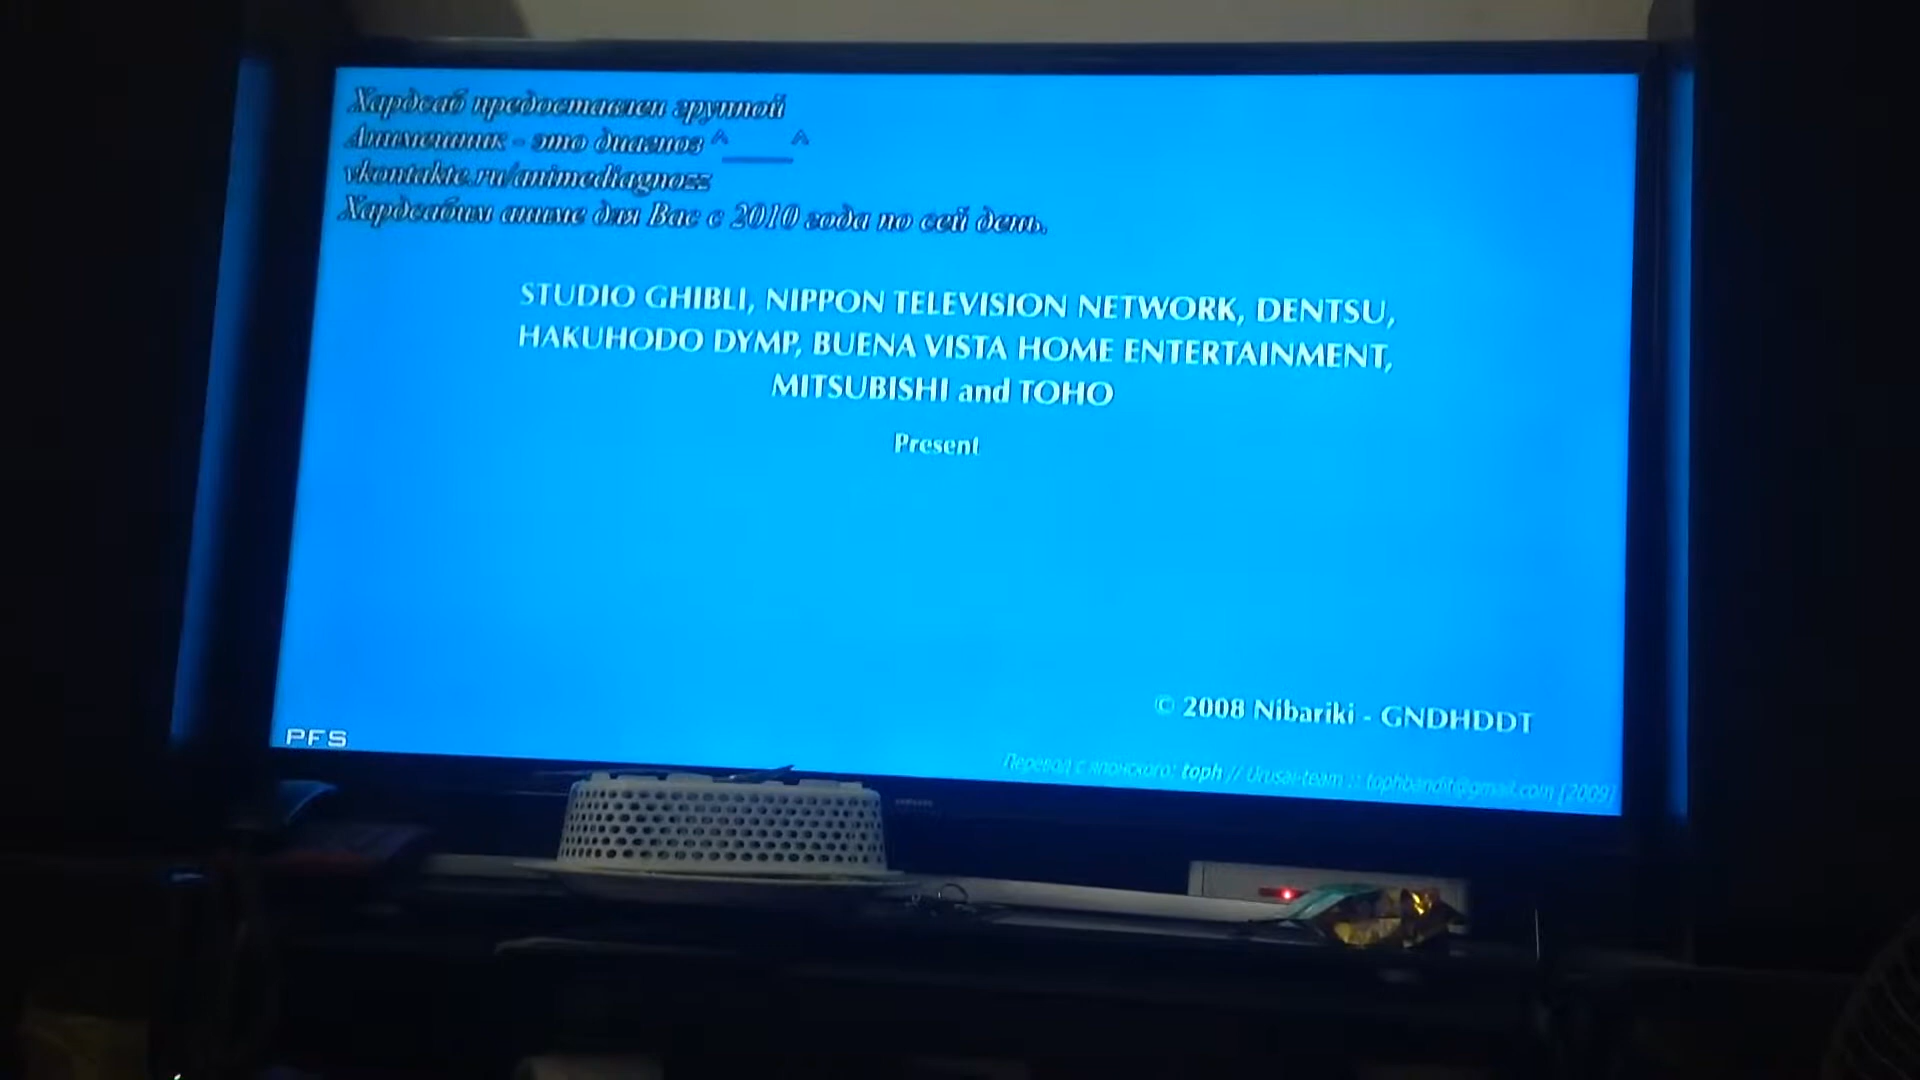 Хардсаб предоставлен группой
Анимешник - это диагноз ^____^
vkontakte.ru/animediagnozz
Хардсабим аниме для Вас с 2010 года по сей день.
STUDIO GHIBLI, NIPPON TELEVISION NETWORK, DENTSU,
HAKUHODO DYMP, BUENA VISTA HOME ENTERTAINMENT,
MITSUBISHI and TOHO
Present
© 2008 Nibariki - GNDHDDT
PFS
Перевод с японского: toph // Urusai-team :: tophbandit@gmail.com [2009]
SAMSUNG